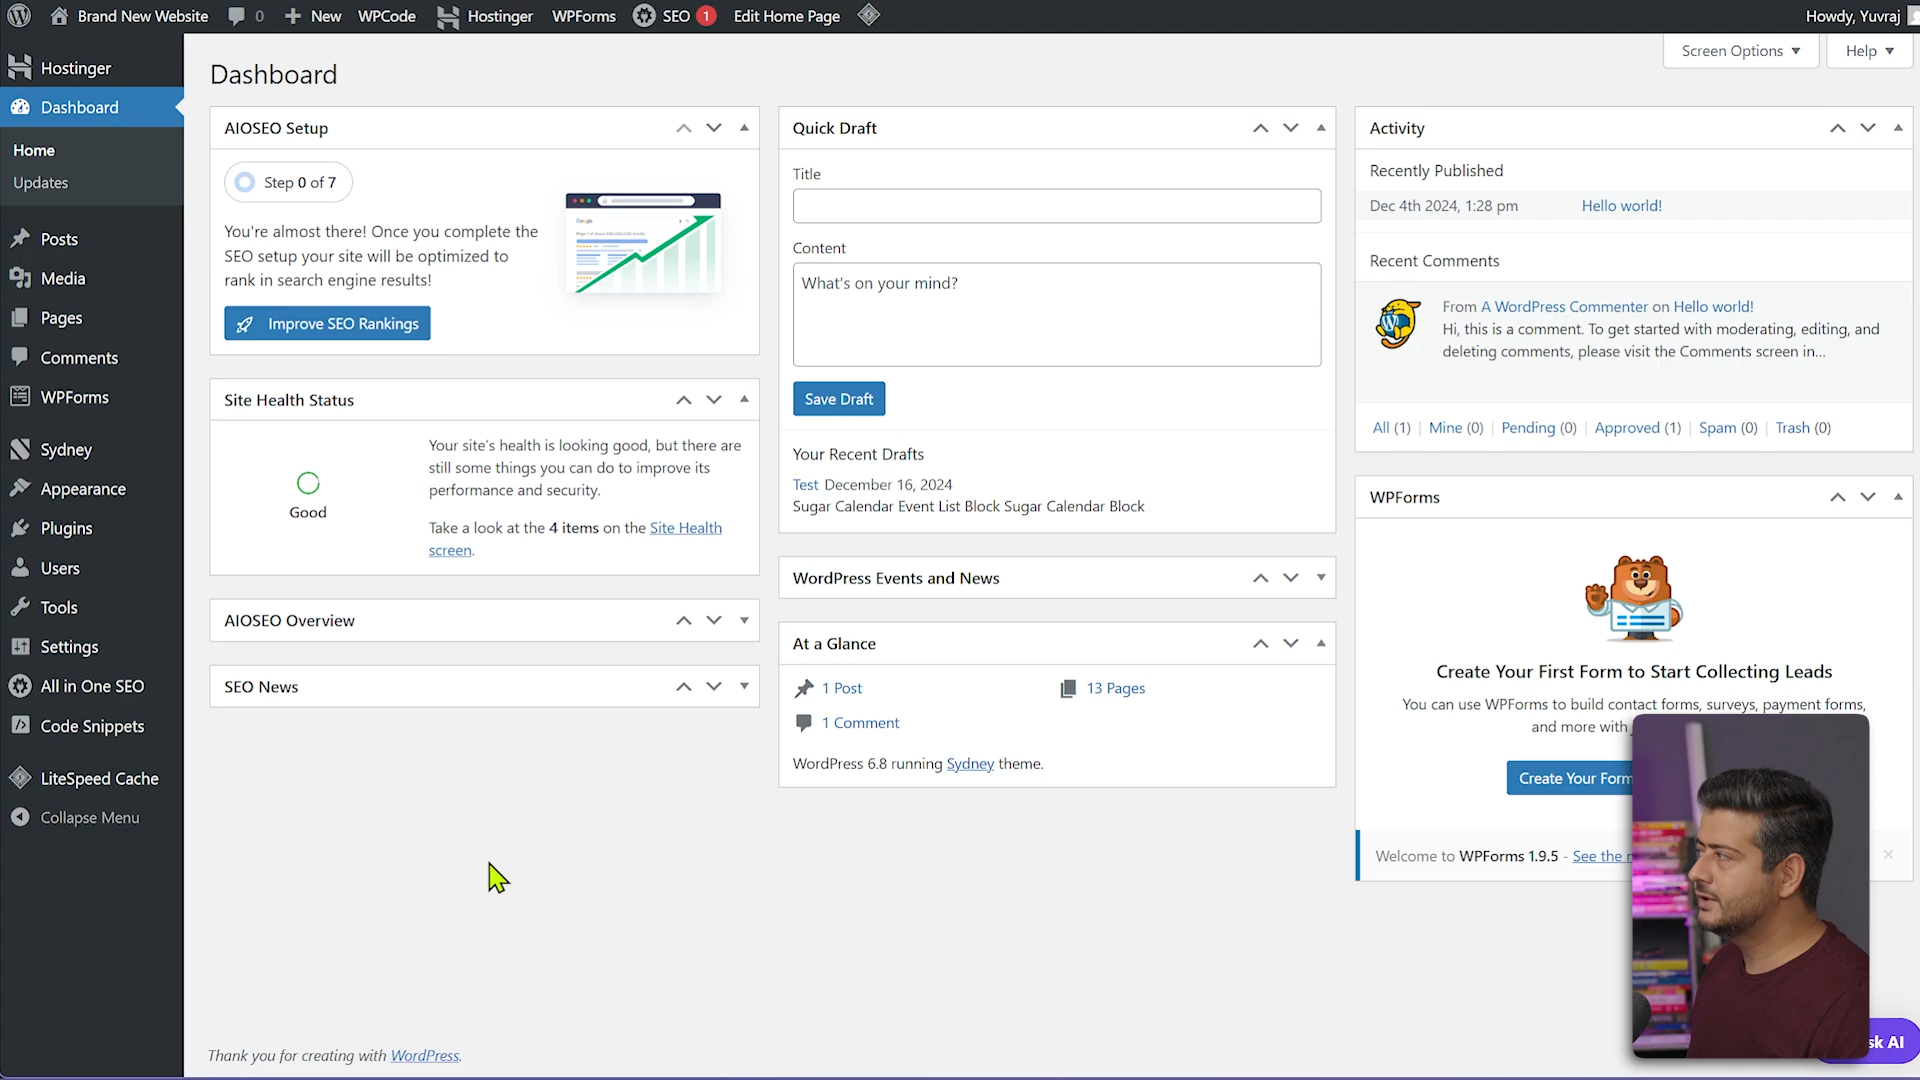 Brand New Website 0 New WPCode Hostinger WPForms SEO 1 Edit Home Page Howdy, Yuvraj
Screen Options Help
Hostinger
Dashboard
Home
Updates
Posts
Media
Pages
Comments
WPForms
Sydney
Appearance
Plugins
Users
Tools
Settings
All in One SEO
Code Snippets
LiteSpeed Cache
Collapse Menu
Dashboard
AIOSEO Setup
Step 0 of 7
You're almost there! Once you complete the
SEO setup your site will be optimized to
rank in search engine results!
Google
Improve SEO Rankings
Site Health Status
Good
Your site's health is looking good, but there are
still some things you can do to improve its
performance and security.
Take a look at the 4 items on the Site Health
screen.
AIOSEO Overview
SEO News
Quick Draft
Title
Content
What's on your mind?
Save Draft
Your Recent Drafts
Test December 16, 2024
Sugar Calendar Event List Block Sugar Calendar Block
WordPress Events and News
At a Glance
1 Post 13 Pages
1 Comment
WordPress 6.8 running Sydney theme.
Activity
Recently Published
Dec 4th 2024, 1:28 pm Hello world!
Recent Comments
From A WordPress Commenter on Hello world!
Hi, this is a comment. To get started with moderating, editing, and
deleting comments, please visit the Comments screen in...
All (1) | Mine (0) | Pending (0) | Approved (1) | Spam (0) | Trash (0)
WPForms
Create Your First Form to Start Collecting Leads
You can use WPForms to build contact forms, surveys, payment forms,
and more with
Create Your Form
Welcome to WPForms 1.9.5 - See the
sk AI
Thank you for creating with WordPress.